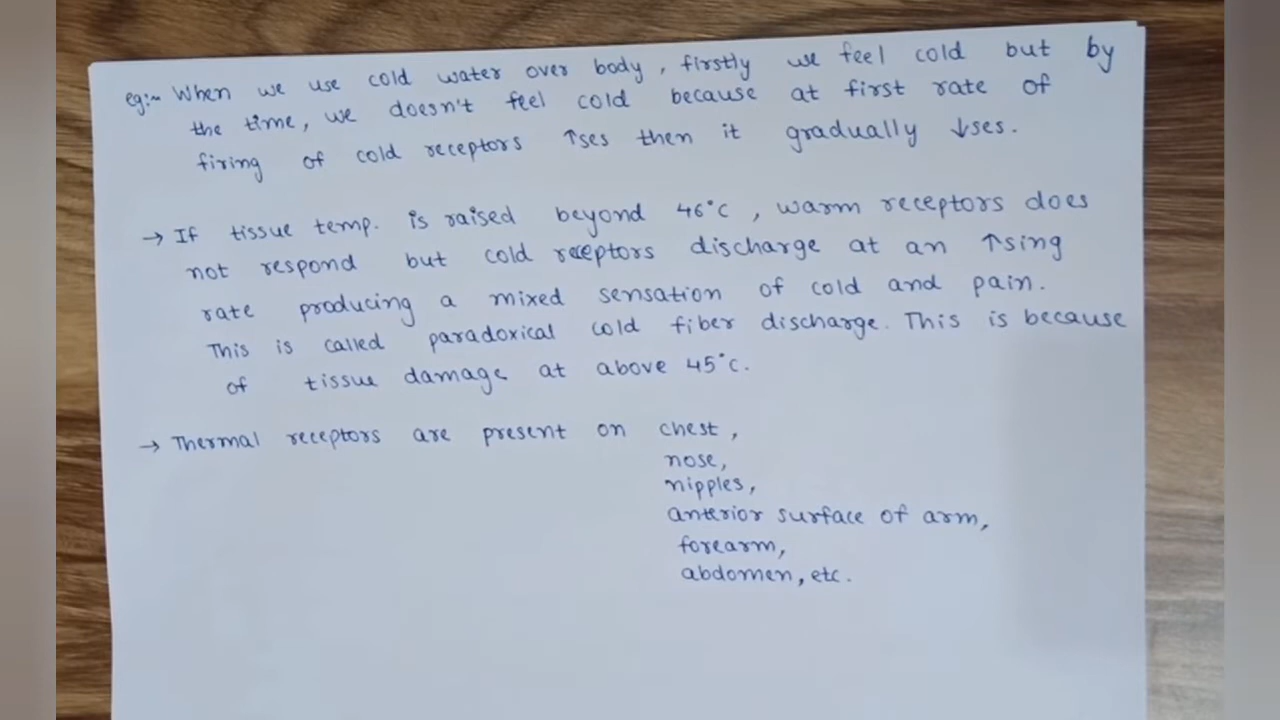 eg:- When we use cold water over body, firstly we feel cold but by
the time, we doesn't feel cold because at first rate of
firing of cold receptors ↑ses then it gradually ↓ses.
→ If tissue temp. is raised beyond 46°c, warm receptors does
not respond but cold receptors discharge at an ↑sing
rate producing a mixed sensation of cold and pain.
This is called paradoxical cold fiber discharge. This is because
of tissue damage at above 45°c.
→ Thermal receptors are present on chest,
nose,
nipples,
anterior surface of arm,
forearm,
abdomen, etc.